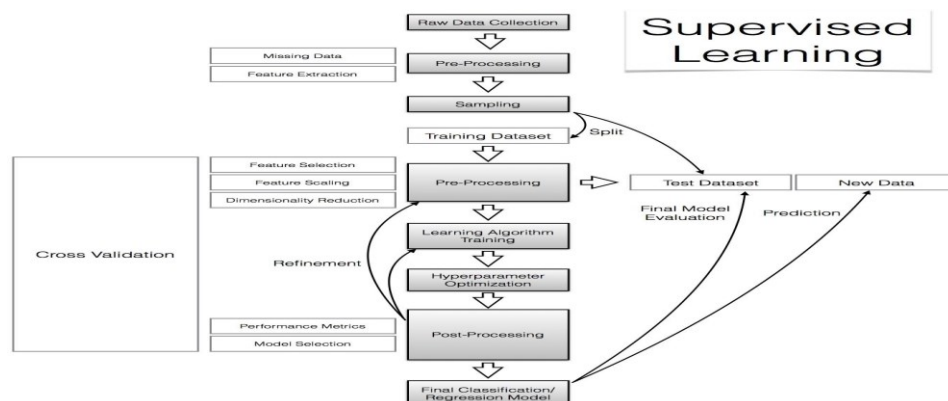 Supervised
Learning
Raw Data Collection
Missing Data
Feature Extraction
Pre-Processing
Sampling
Split
Training Dataset
Feature Selection
Feature Scaling
Dimensionality Reduction
Pre-Processing
Test Dataset
New Data
Final Model
Evaluation
Prediction
Learning Algorithm
Training
Cross Validation
Refinement
Hyperparameter
Optimization
Performance Metrics
Model Selection
Post-Processing
Final Classification/
Regression Model